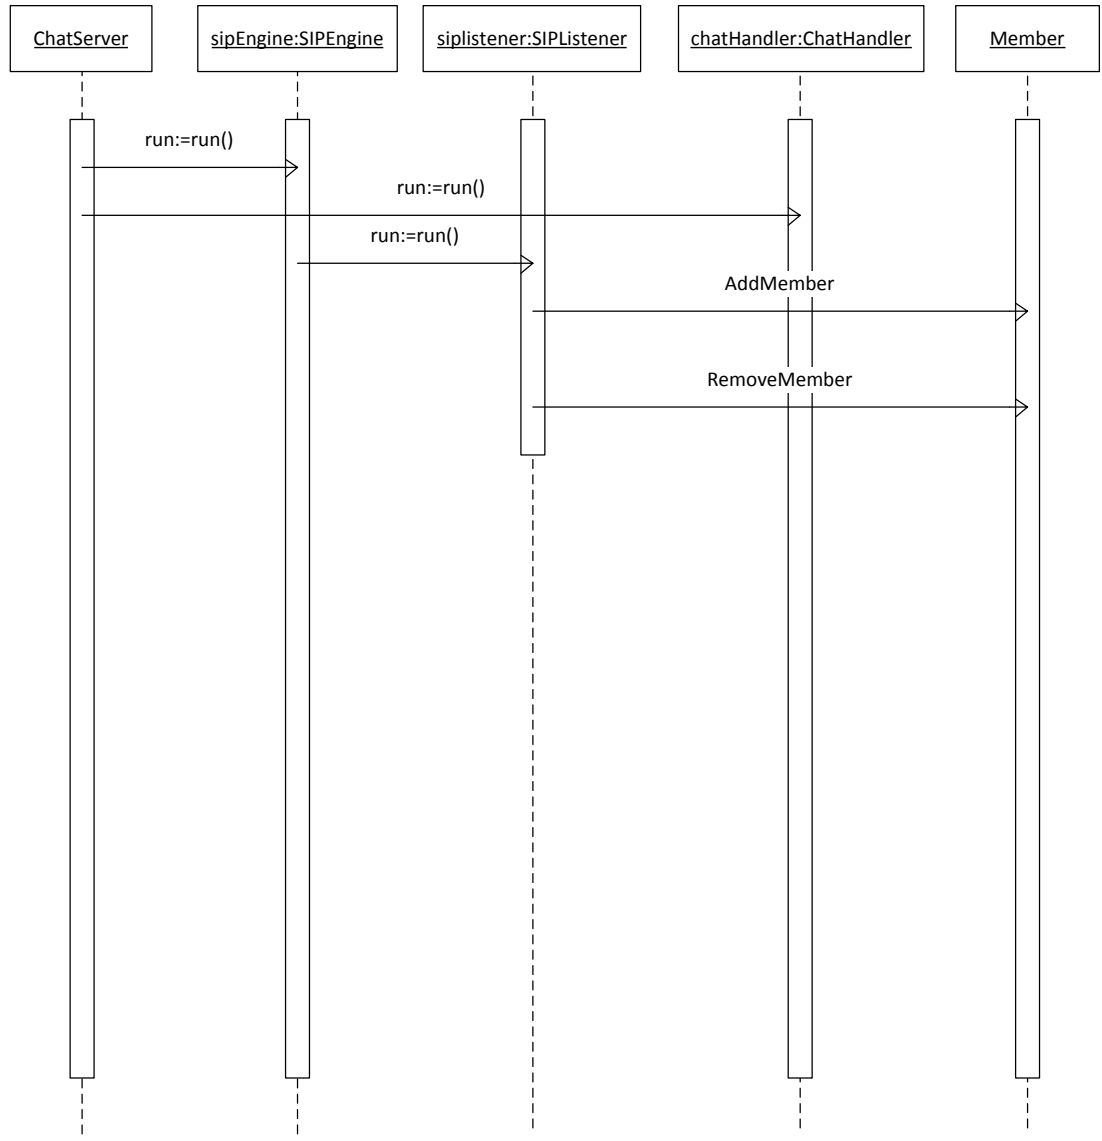 ChatServer
sipEngine:SIPEngine
siplistener:SIPListener
chatHandler:ChatHandler
Member
run:=run()
run:=run()
run:=run()
AddMember
RemoveMember